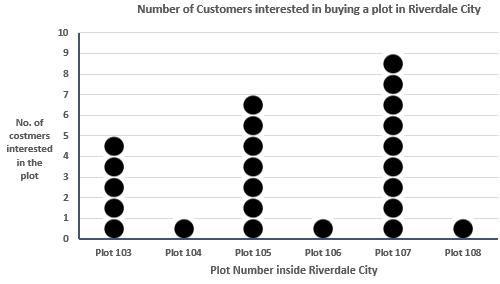 Number of Customers interested in buying a plot in Riverdale City
10
9
8
7
6
5
4
3
2
1
0
No. of
costmers
interested
in the
plot
Plot 103 Plot 104 Plot 105 Plot 106 Plot 107 Plot 108
Plot Number inside Riverdale City